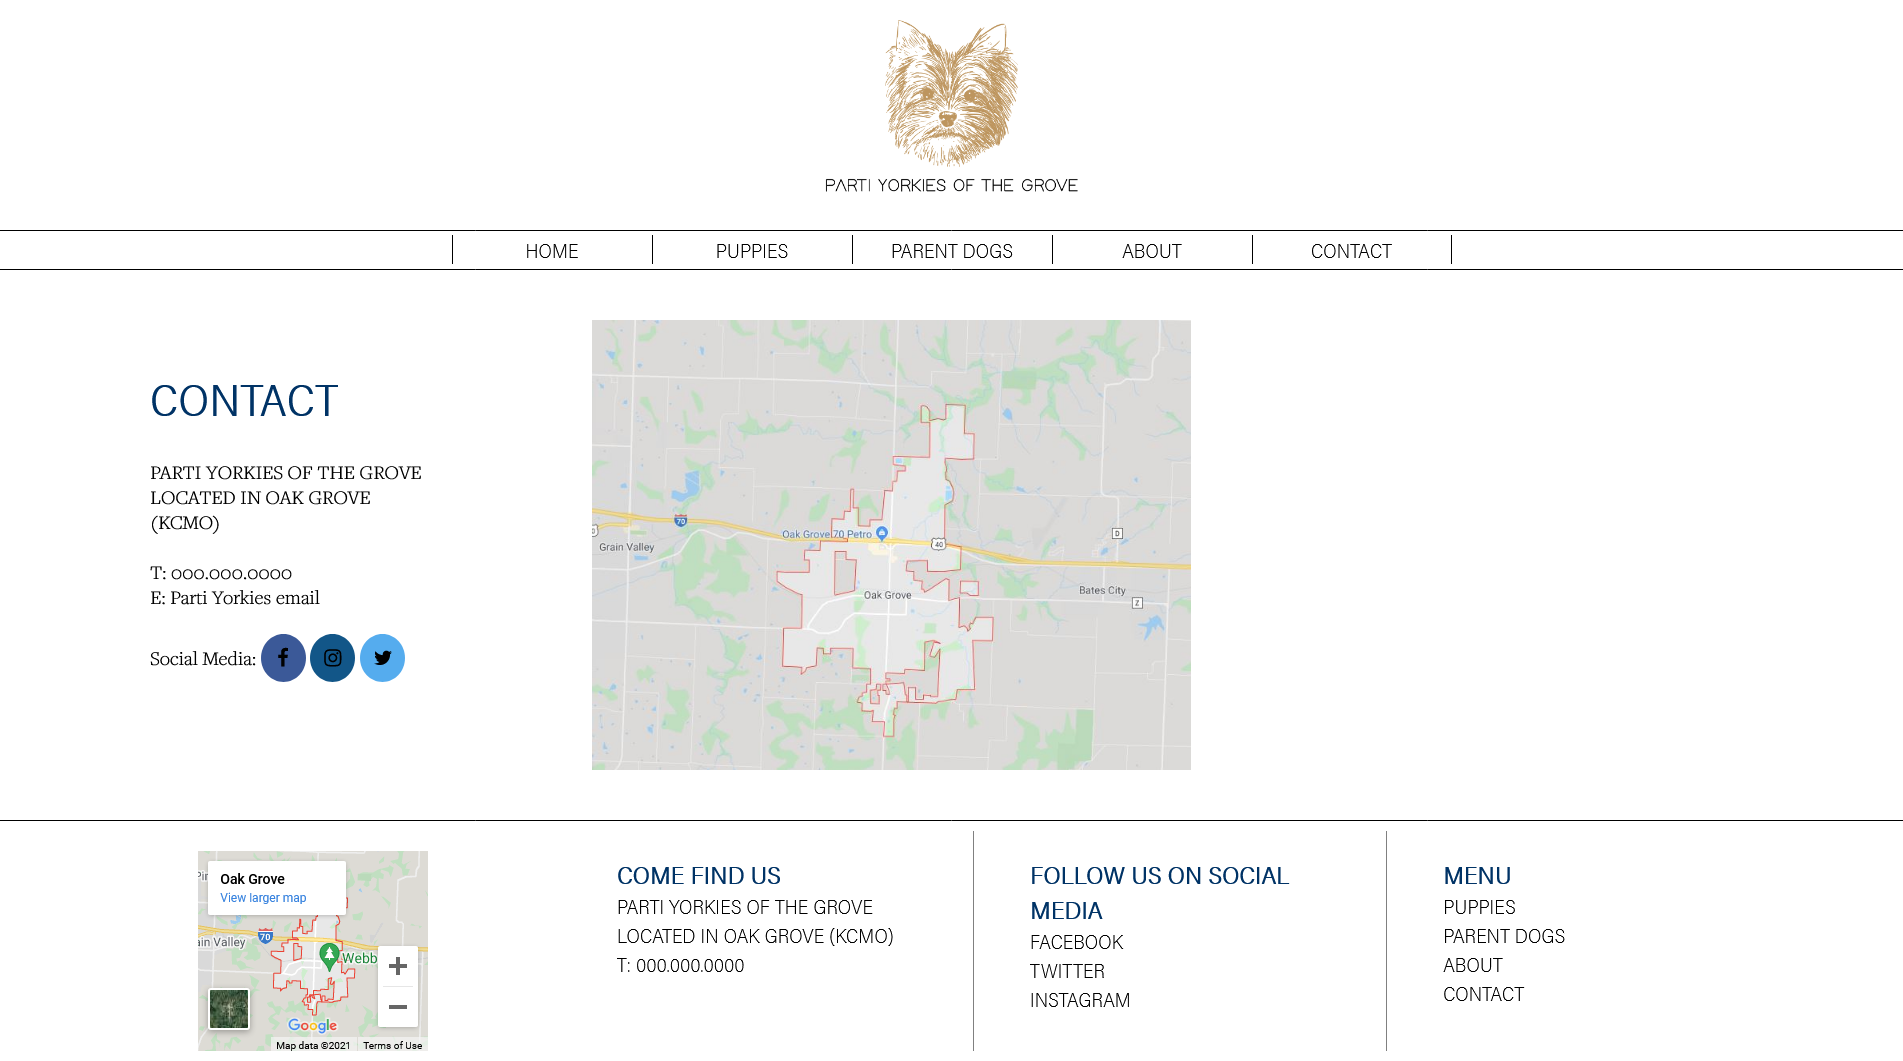 PARTI YORKIES OF THE GROVE
HOME
PUPPIES
PARENT DOGS
ABOUT
CONTACT
CONTACT
PARTI YORKIES OF THE GROVE
LOCATED IN OAK GROVE
(KCMO)
T: 000.000.0000
E: Parti Yorkies email
Social Media:
70
Oak Grove 70 Petro
40
D
Grain Valley
Oak Grove
Bates City
Z
Oak Grove
View larger map
70
ain Valley
Webb
Google
Map data ©2021
Terms of Use
COME FIND US
PARTI YORKIES OF THE GROVE
LOCATED IN OAK GROVE (KCMO)
T: 000.000.0000
FOLLOW US ON SOCIAL
MEDIA
FACEBOOK
TWITTER
INSTAGRAM
MENU
PUPPIES
PARENT DOGS
ABOUT
CONTACT